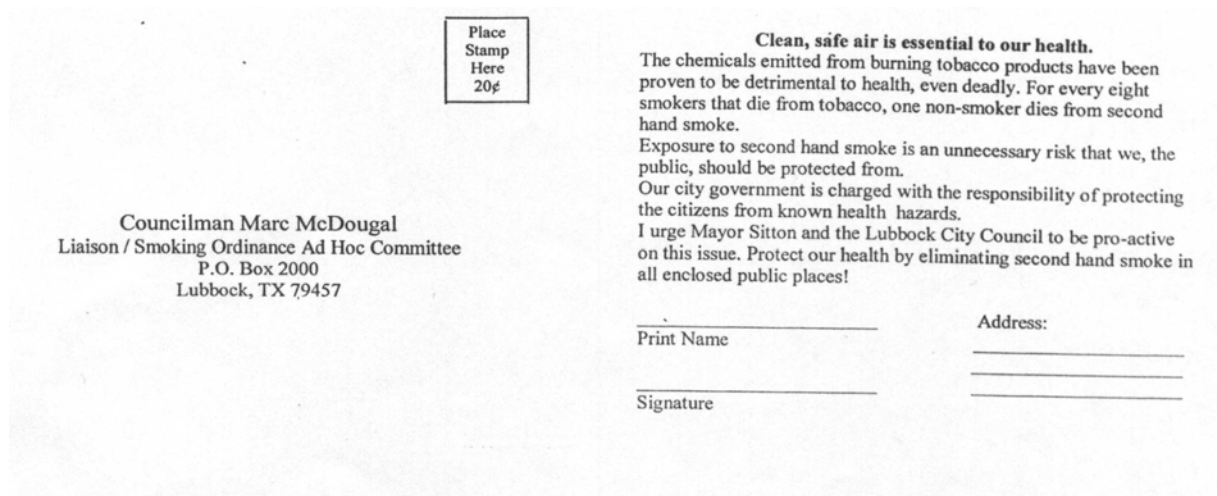 Place
Stamp
Here
20¢
Councilman Marc McDougal
Liaison / Smoking Ordinance Ad Hoc Committee
P.O. Box 2000
Lubbock, TX 79457
Clean, safe air is essential to our health.
The chemicals emitted from burning tobacco products have been
proven to be detrimental to health, even deadly. For every eight
smokers that die from tobacco, one non-smoker dies from second
hand smoke.
Exposure to second hand smoke is an unnecessary risk that we, the
public, should be protected from.
Our city government is charged with the responsibility of protecting
the citizens from known health hazards.
I urge Mayor Sitton and the Lubbock City Council to be pro-active
on this issue. Protect our health by eliminating second hand smoke in
all enclosed public places!
Print Name
Address:
Signature